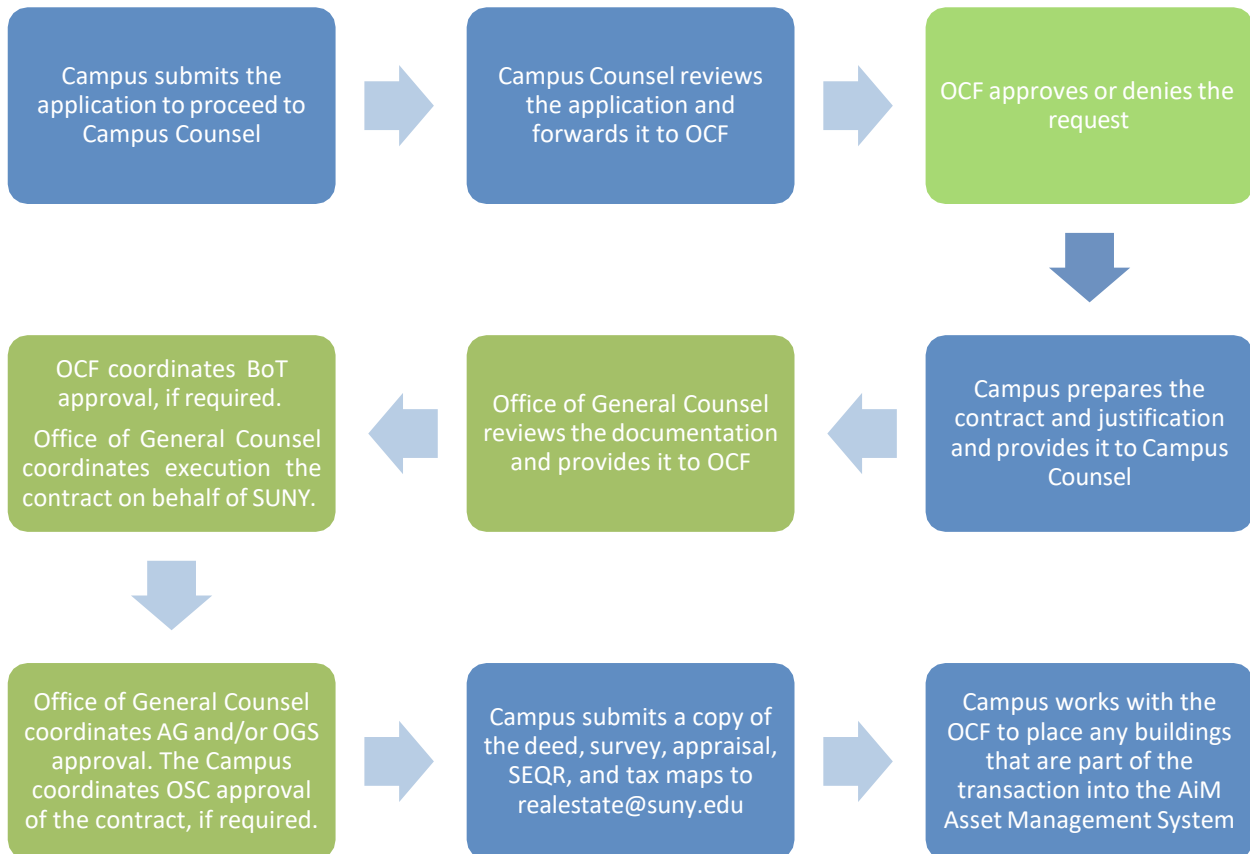 Campus submits the
application to proceed to
Campus Counsel
Campus Counsel reviews
the application and
forwards it to OCF
OCF approves or denies the
request
Campus prepares the
contract and justification
and provides it to Campus
Counsel
Office of General Counsel
reviews the documentation
and provides it to OCF
OCF coordinates BoT
approval, if required.
Office of General Counsel
coordinates execution the
contract on behalf of SUNY.
Office of General Counsel
coordinates AG and/or OGS
approval. The Campus
coordinates OSC approval
of the contract, if required.
Campus submits a copy of
the deed, survey, appraisal,
SEQR, and tax maps to
realestate@suny.edu
Campus works with the
OCF to place any buildings
that are part of the
transaction into the AiM
Asset Management System